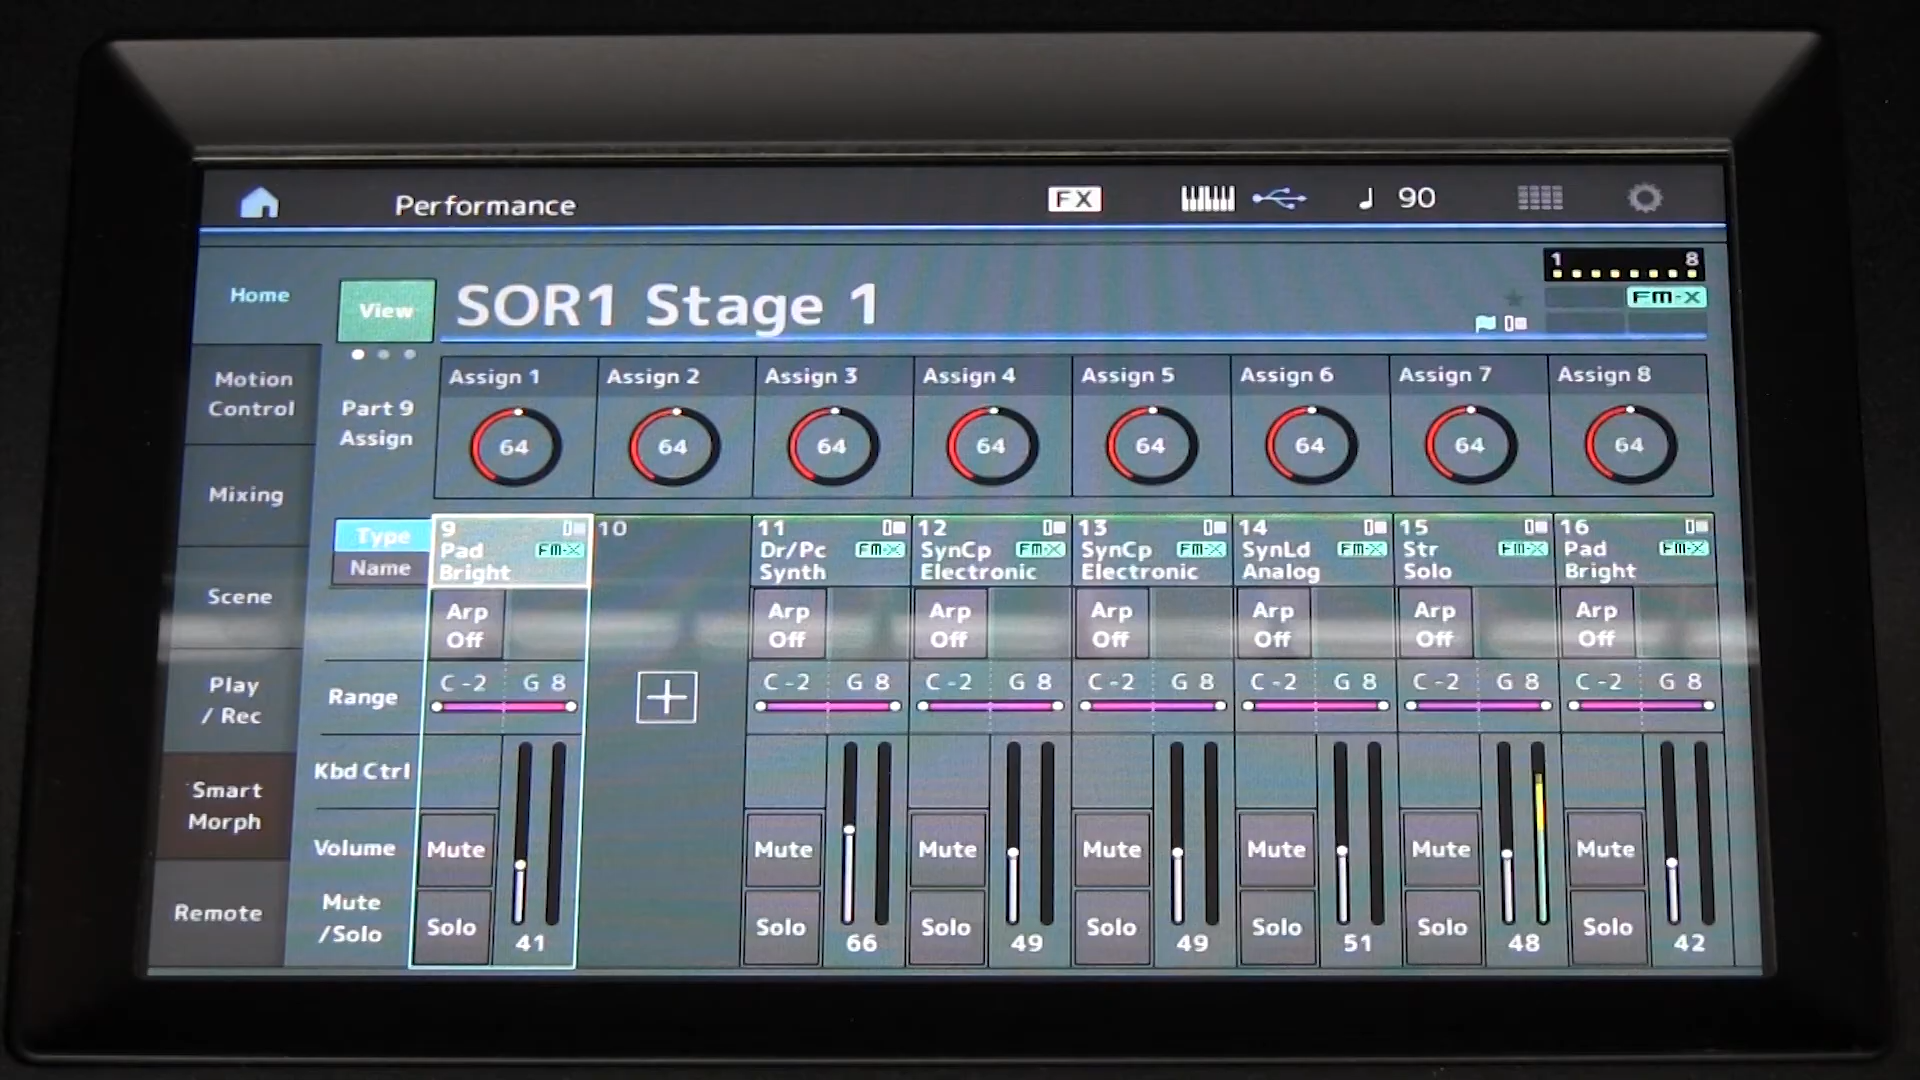 Performance
FX
90
Home
View
SOR1 Stage 1
1 8
FM-X
Motion
Control
Part 9
Assign
Assign 1 Assign 2 Assign 3 Assign 4 Assign 5 Assign 6 Assign 7 Assign 8
64 64 64 64 64 64 64 64
Mixing
Type
Name
9
Pad FM-X
Bright
10
11
Dr/Pc FM-X
Synth
12
SynCp FM-X
Electronic
13
SynCp FM-X
Electronic
14
SynLd FM-X
Analog
15
Str FM-X
Solo
16
Pad FM-X
Bright
Scene
Arp Arp Arp Arp Arp Arp Arp
Off Off Off Off Off Off Off
Play
/ Rec
Range
C -2 G 8 C -2 G 8 C -2 G 8 C -2 G 8 C -2 G 8 C -2 G 8 C -2 G 8
Kbd Ctrl
Smart
Morph
Volume
Mute Mute Mute Mute Mute Mute Mute
Remote
Mute
/Solo
Solo Solo Solo Solo Solo Solo Solo
41 66 49 49 51 48 42